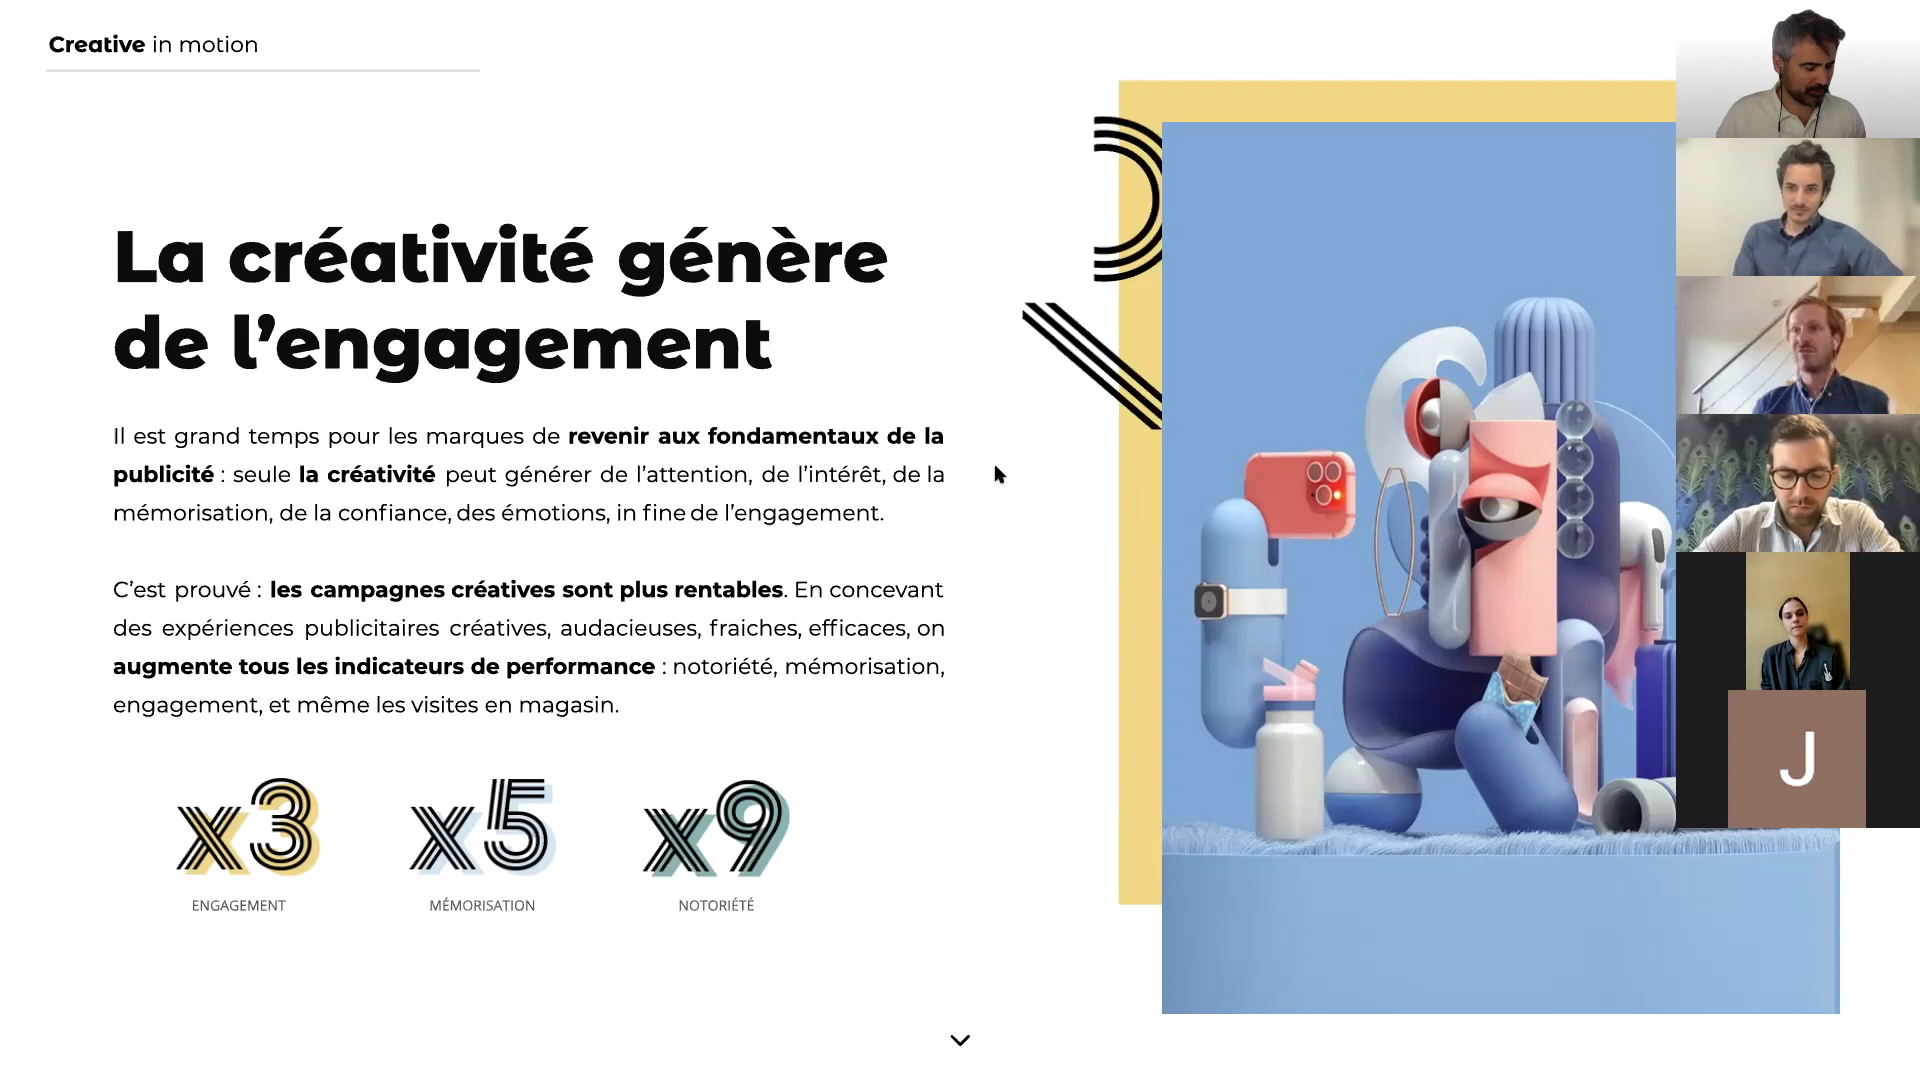 Creative in motion
La créativité génère
de l’engagement
Il est grand temps pour les marques de revenir aux fondamentaux de la
publicité : seule la créativité peut générer de l’attention, de l’intérêt, de la
mémorisation, de la confiance, des émotions, in fine de l’engagement.
C’est prouvé : les campagnes créatives sont plus rentables. En concevant
des expériences publicitaires créatives, audacieuses, fraiches, efficaces, on
augmente tous les indicateurs de performance : notoriété, mémorisation,
engagement, et même les visites en magasin.
x3 x5 x9
ENGAGEMENT MÉMORISATION NOTORIÉTÉ
J